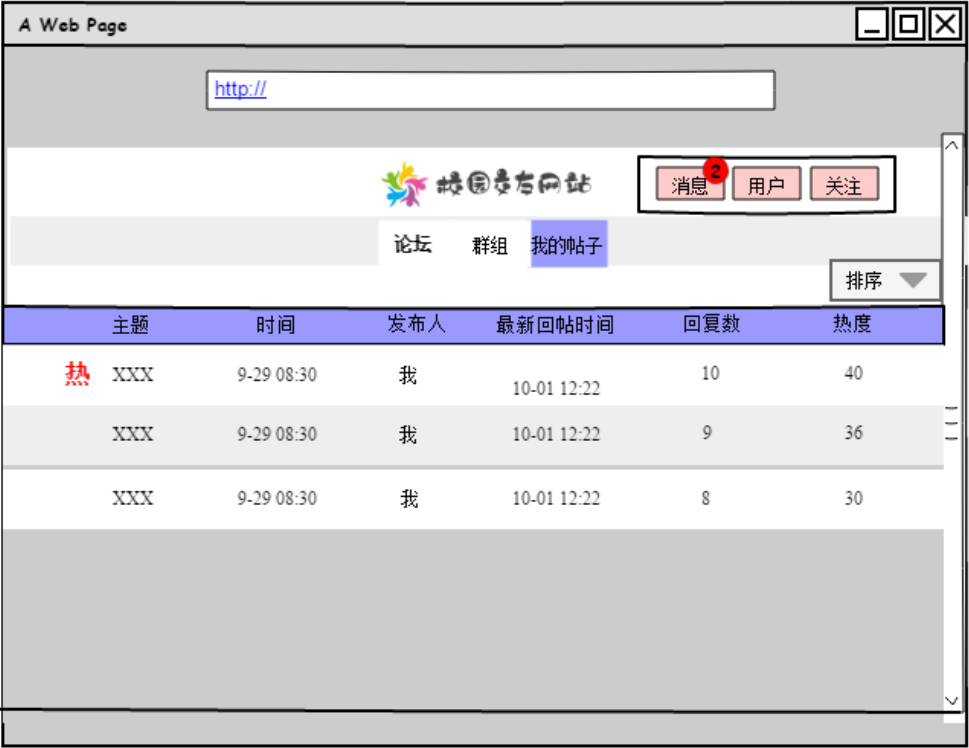 A Web Page
http://
校园交友网站
消息 2 用户 关注
论坛 群组 我的帖子
排序
主题 时间 发布人 最新回帖时间 回复数 热度
热 XXX 9-29 08:30 我 10-01 12:22 10 40
XXX 9-29 08:30 我 10-01 12:22 9 36
XXX 9-29 08:30 我 10-01 12:22 8 30